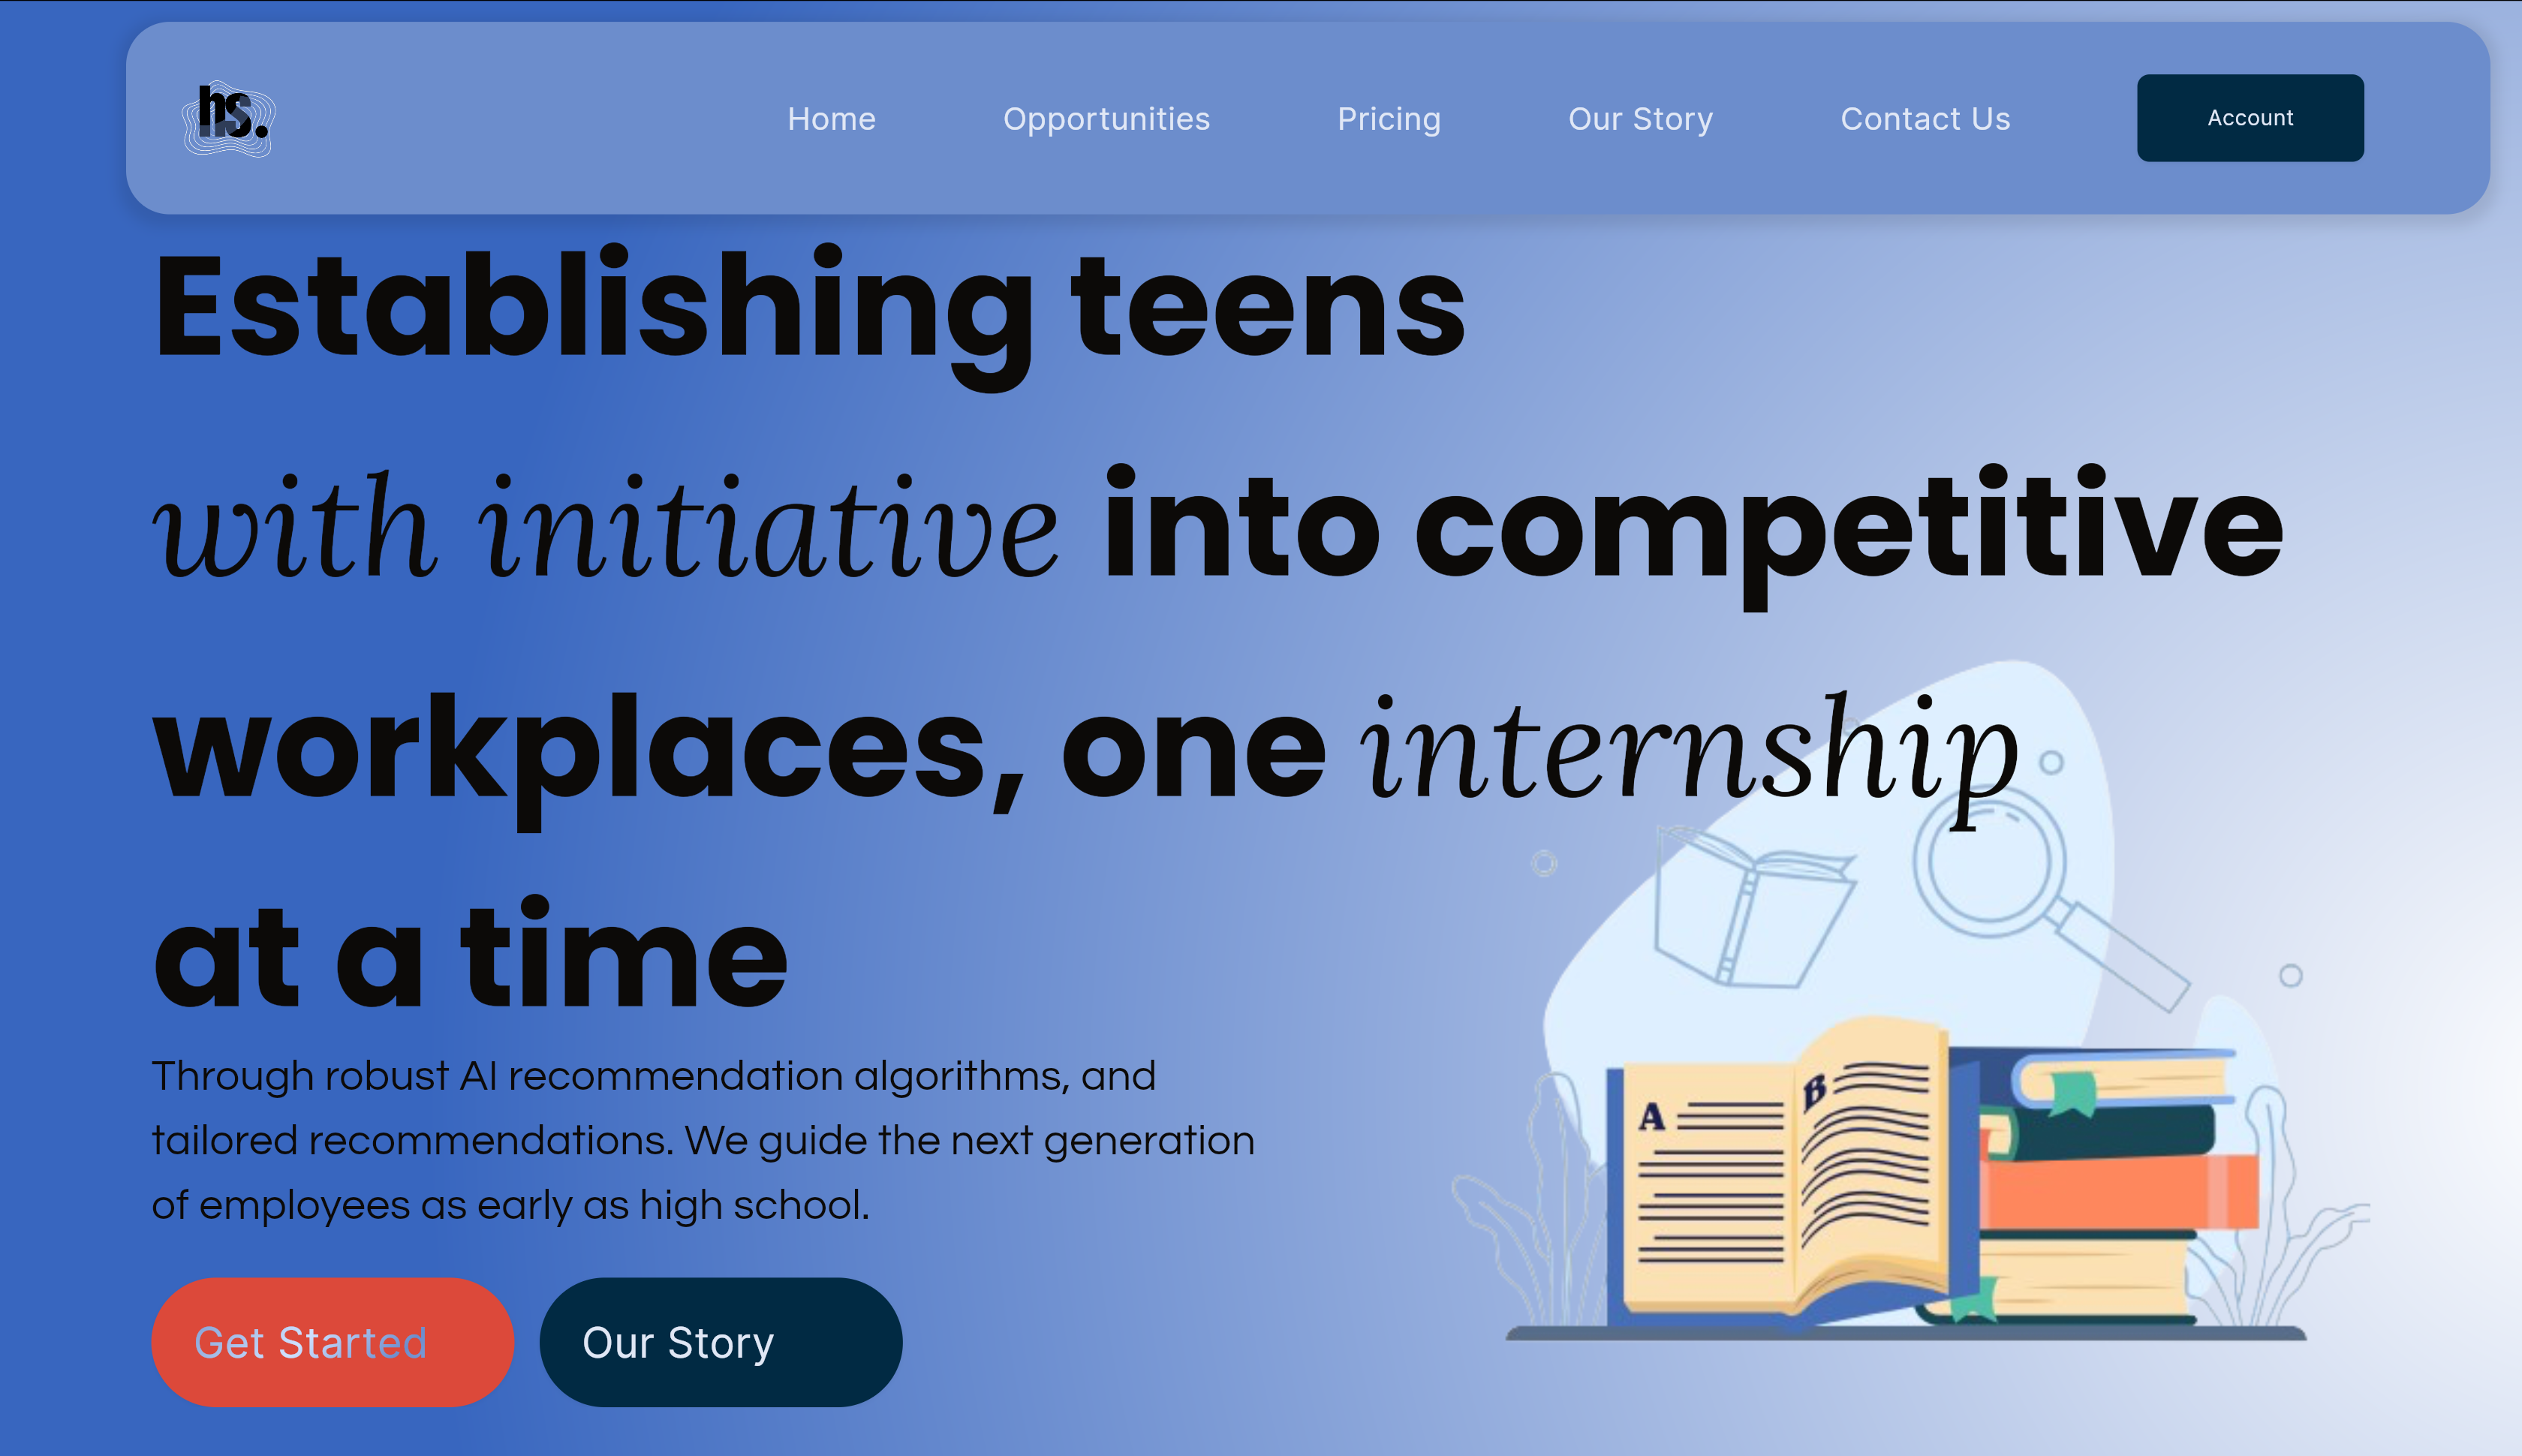 hs.
Home Opportunities Pricing Our Story Contact Us Account
Establishing teens
with initiative into competitive
workplaces, one internship
at a time
Through robust AI recommendation algorithms, and
tailored recommendations. We guide the next generation
of employees as early as high school.
Get Started Our Story
A B